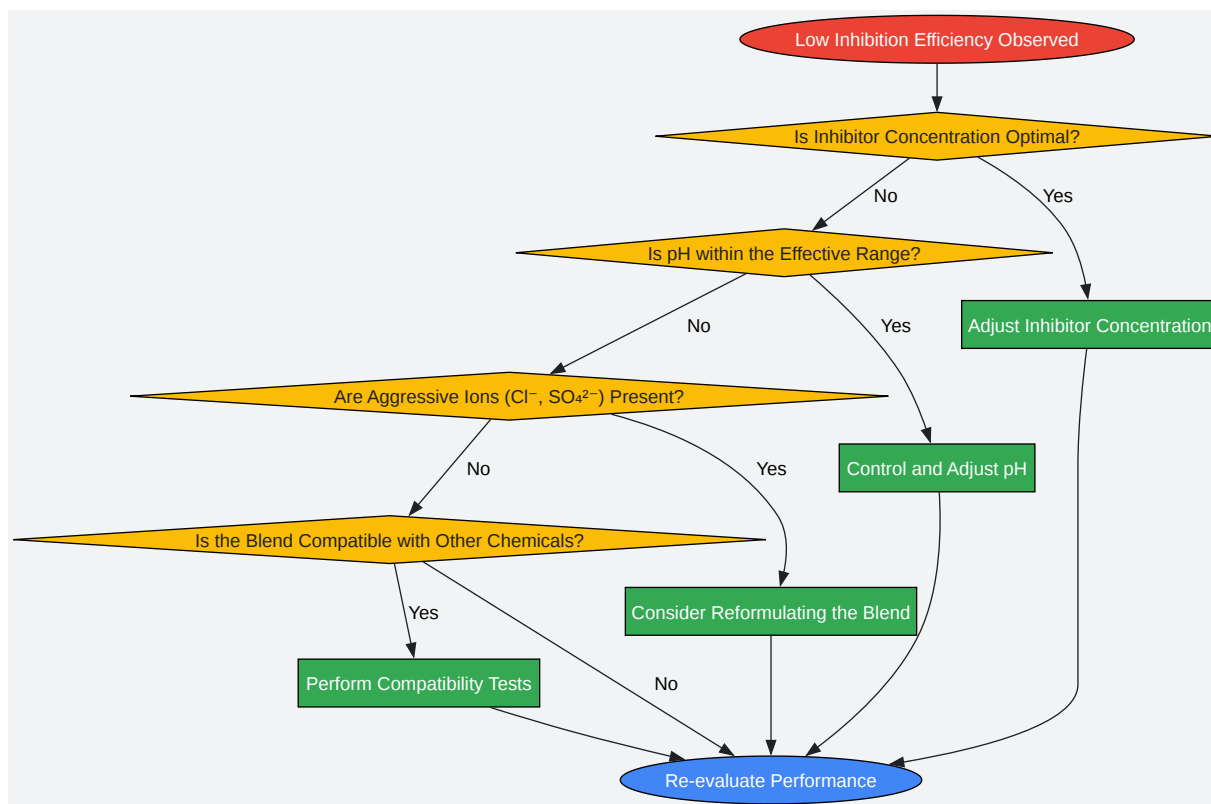 Low Inhibition Efficiency Observed
Is Inhibitor Concentration Optimal?
No
Yes
Is pH within the Effective Range?
Adjust Inhibitor Concentration
No
Yes
Are Aggressive Ions (Cl⁻, SO₄²⁻) Present?
Control and Adjust pH
No
Yes
Is the Blend Compatible with Other Chemicals?
Consider Reformulating the Blend
Yes
No
Perform Compatibility Tests
Re-evaluate Performance